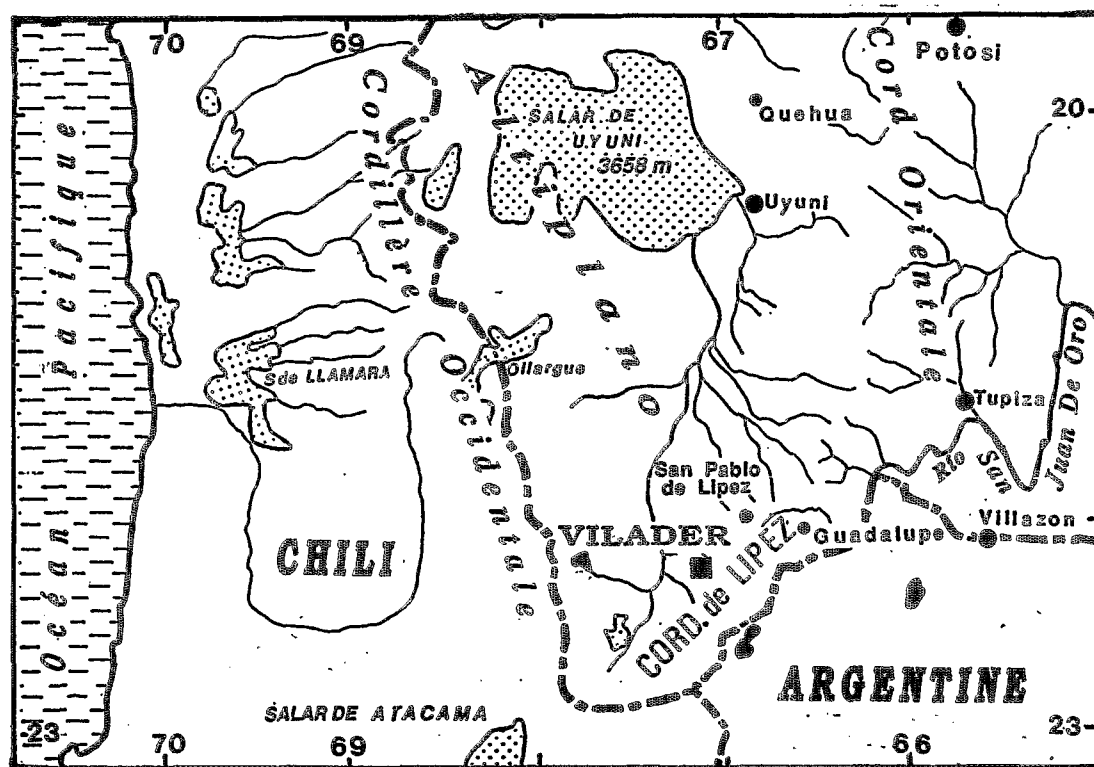 70
69
67
Potosi
Cord
Orientale
Quehua
20
Océan pacifique
Cordillère
Occidentale
Altiplano
SALAR DE
UYUNI
3658 m
Uyuni
S de LLAMARA
Ollargue
Tupiza
Rio San Juan De Oro
San Pablo
de Lipez
VILADER
Guadalupe
Villazon
CHILI
CORD. de LIPEZ
ARGENTINE
SALAR DE ATACAMA
23
23
70
69
66